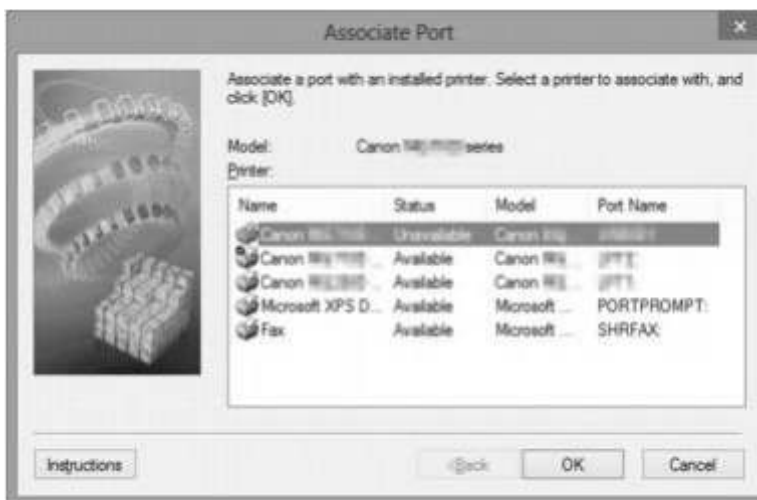 Associate Port
Associate a port with an installed printer. Select a printer to associate with, and
click [OK].
Model: Canon series
Printer:
Name Status Model Port Name
Canon Unavailable Canon
Canon ... Available Canon ...
Canon ... Available Canon ...
Microsoft XPS D... Available Microsoft ... PORTPROMPT:
Fax Available Microsoft ... SHRFAX:
Instructions <Back OK Cancel